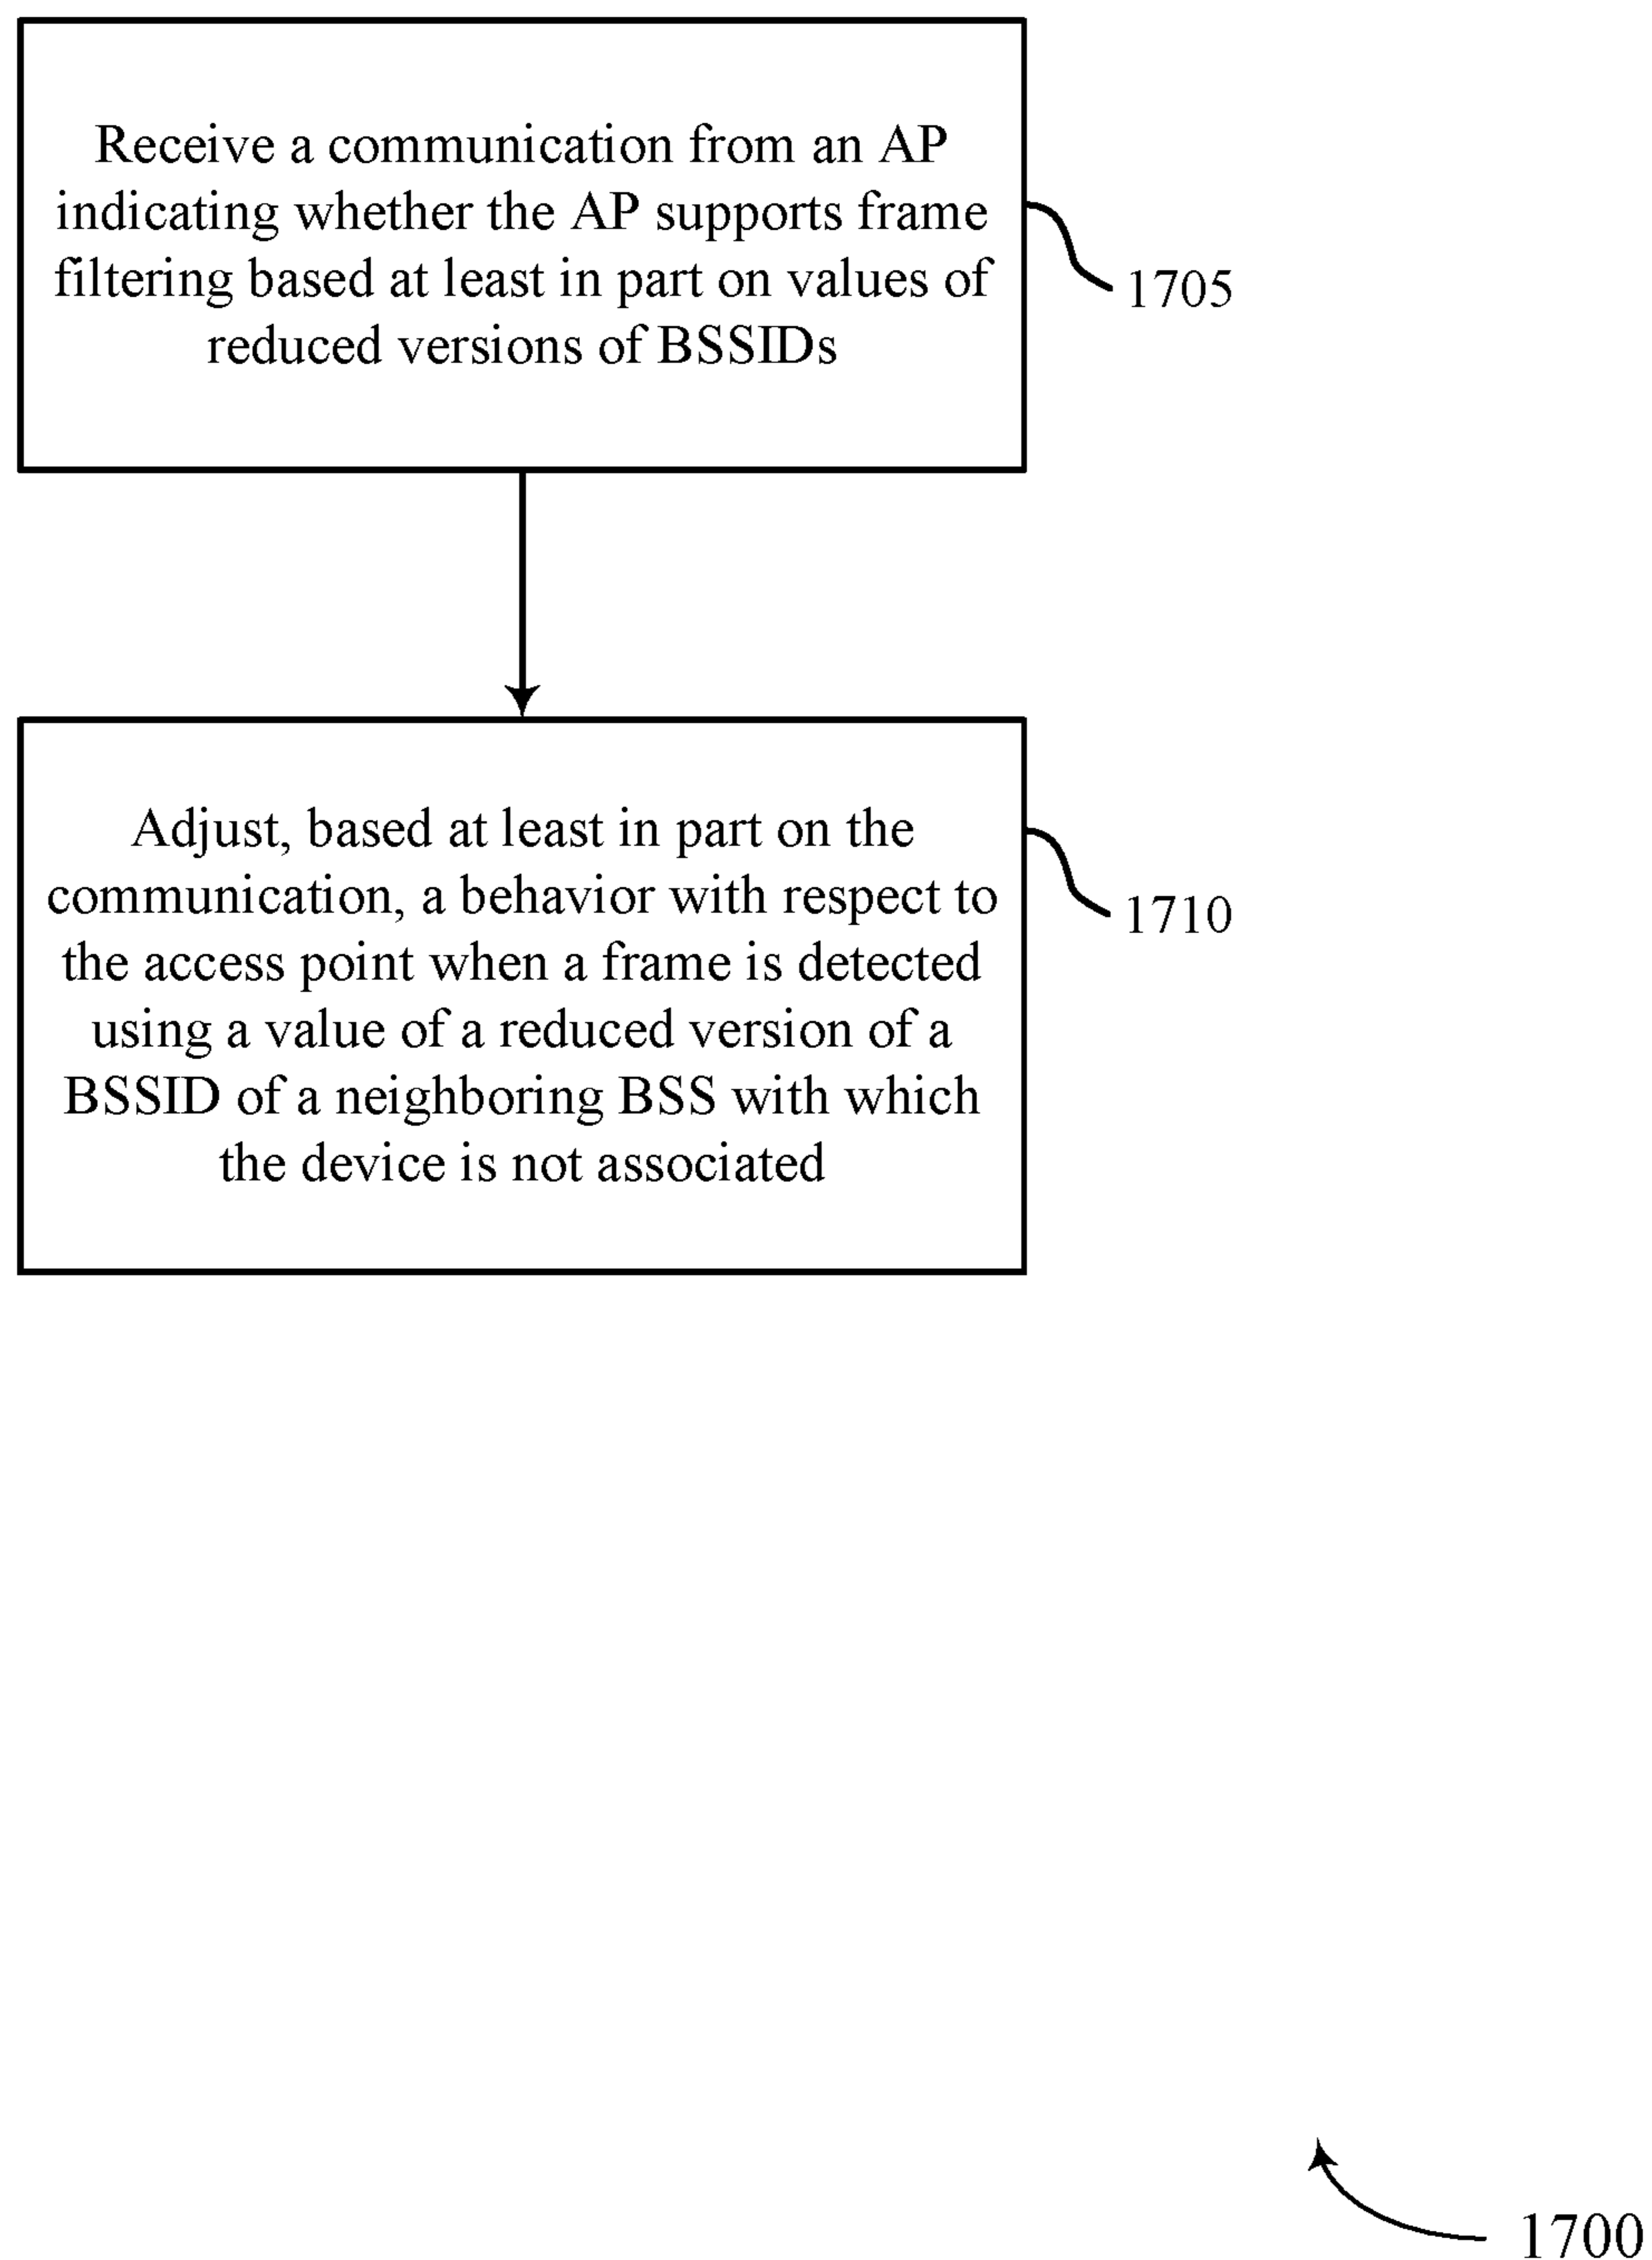 Receive a communication from an AP
indicating whether the AP supports frame
filtering based at least in part on values of
reduced versions of BSSIDs
1705
Adjust, based at least in part on the
communication, a behavior with respect to
the access point when a frame is detected
using a value of a reduced version of a
BSSID of a neighboring BSS with which
the device is not associated
1710
1700